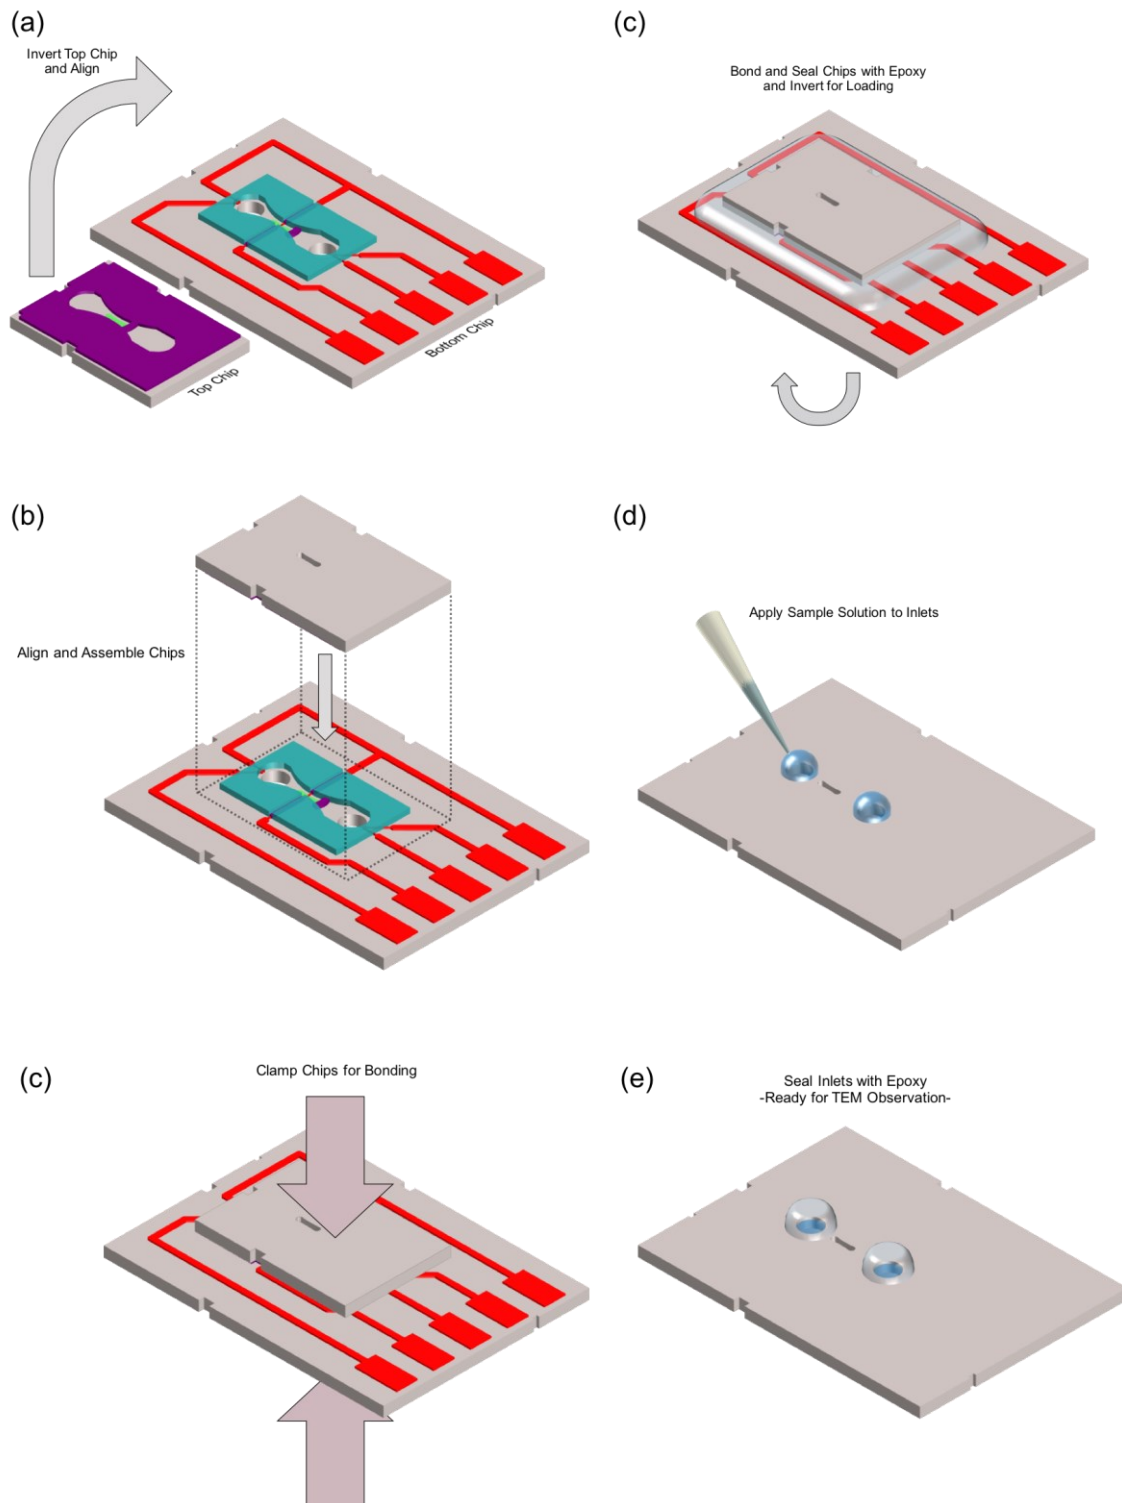 (a)
Invert Top Chip
and Align
Top Chip
Bottom Chip
(b)
Align and Assemble Chips
(c)
Clamp Chips for Bonding
(c)
Bond and Seal Chips with Epoxy
and Invert for Loading
(d)
Apply Sample Solution to Inlets
(e)
Seal Inlets with Epoxy
-Ready for TEM Observation-